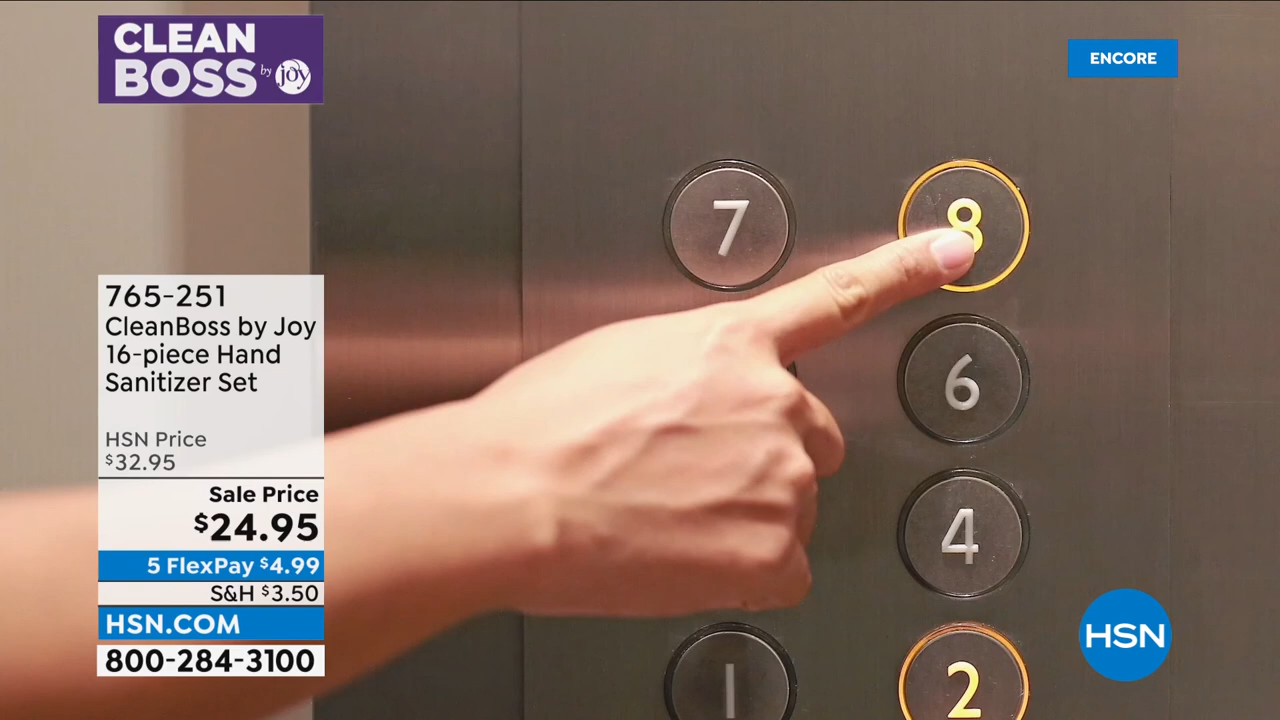 CLEAN
BOSS by joy
ENCORE
7
8
6
4
1
2
765-251
CleanBoss by Joy
16-piece Hand
Sanitizer Set
HSN Price
$32.95
Sale Price
$24.95
5 FlexPay $4.99
S&H $3.50
HSN.COM
800-284-3100
HSN